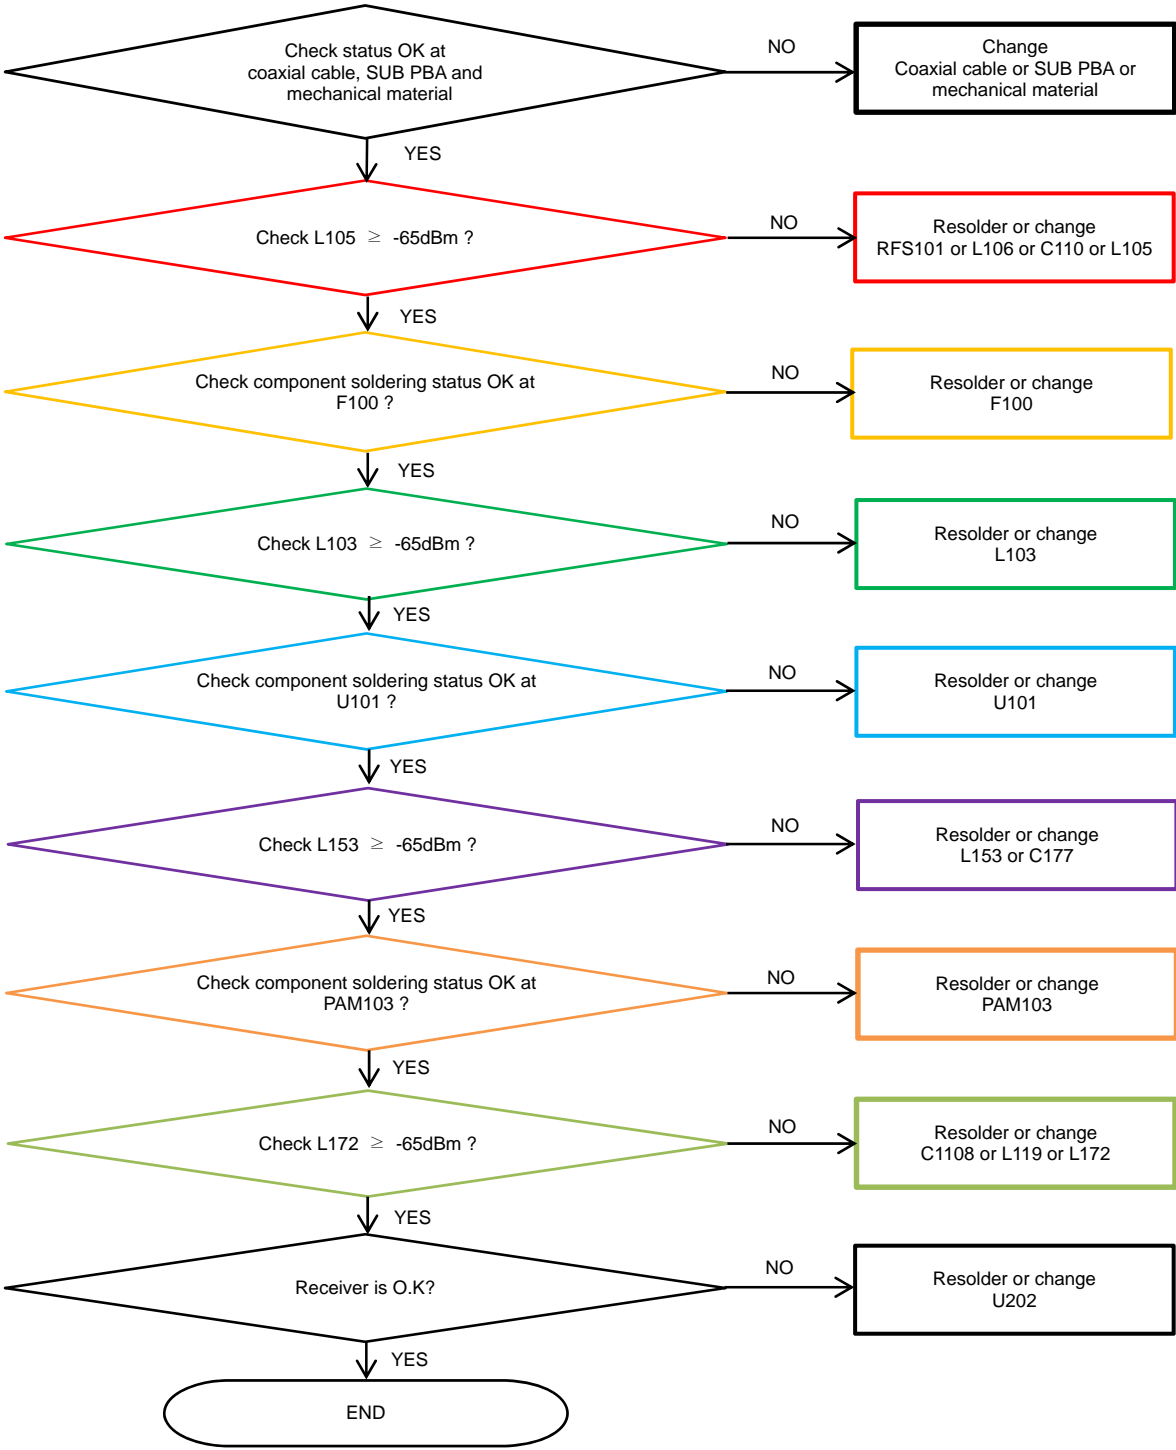 Check status OK at
coaxial cable, SUB PBA and
mechanical material
NO
Change
Coaxial cable or SUB PBA or
mechanical material
YES
Check L105 ≥ -65dBm ?
NO
Resolder or change
RFS101 or L106 or C110 or L105
YES
Check component soldering status OK at
F100 ?
NO
Resolder or change
F100
YES
Check L103 ≥ -65dBm ?
NO
Resolder or change
L103
YES
Check component soldering status OK at
U101 ?
NO
Resolder or change
U101
YES
Check L153 ≥ -65dBm ?
NO
Resolder or change
L153 or C177
YES
Check component soldering status OK at
PAM103 ?
NO
Resolder or change
PAM103
YES
Check L172 ≥ -65dBm ?
NO
Resolder or change
C1108 or L119 or L172
YES
Receiver is O.K?
NO
Resolder or change
U202
YES
END